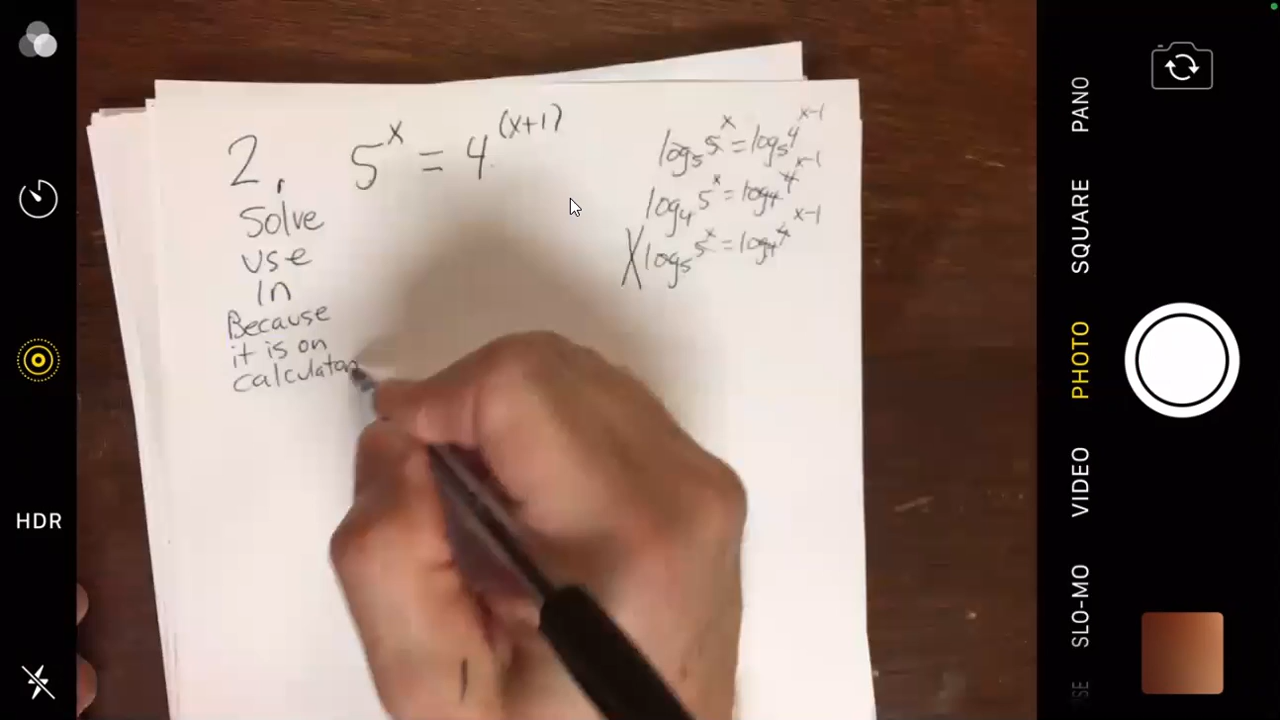 2. 5^x = 4^(x+1)
Solve
use
ln
Because
it is on
calculator
log₅ 5^x = log₅ 4^x-1
log₄ 5^x = log₄ 4^x-1
X log₅ 5^x = log₄ 4^x-1
HDR
PANO
SQUARE
PHOTO
VIDEO
SLO-MO
SE